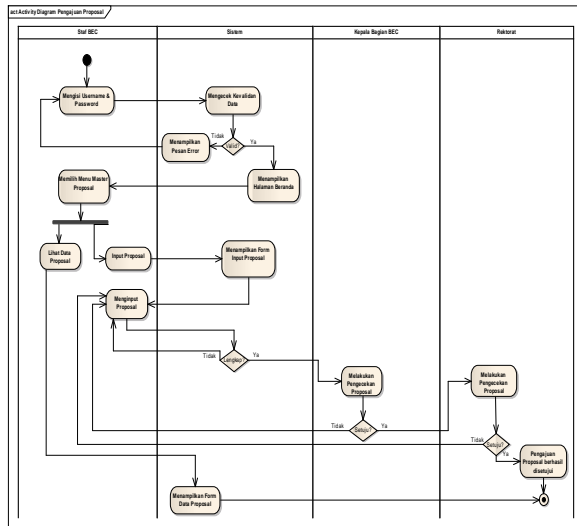 act Activity Diagram Pengajuan Proposal
Staf BEC
Sistem
Kepala Bagian BEC
Rektorat
Mengisi Username &
Password
Mengecek Kevalidan
Data
Tidak
Valid?
Ya
Menampilkan
Pesan Error
Menampilkan
Halaman Beranda
Memilih Menu Master
Proposal
Lihat Data
Proposal
Input Proposal
Menampilkan Form
Input Proposal
Menginput
Proposal
Tidak
Lengkap?
Ya
Melakukan
Pengecekan
Proposal
Tidak
Setuju?
Ya
Melakukan
Pengecekan
Proposal
Tidak
Setuju?
Ya
Pengajuan
Proposal berhasil
disetujui
Menampilkan Form
Data Proposal